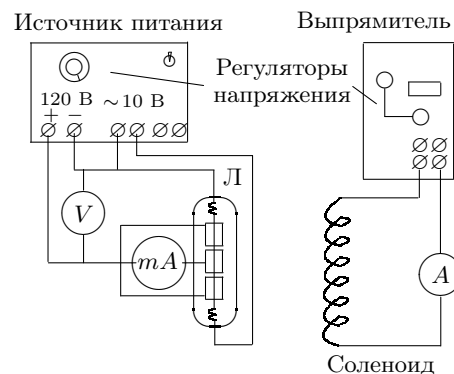 Источник питания
Выпрямитель
Регуляторы
напряжения
120 В ~10 В
+ −
Л
V
mA
A
Соленоид